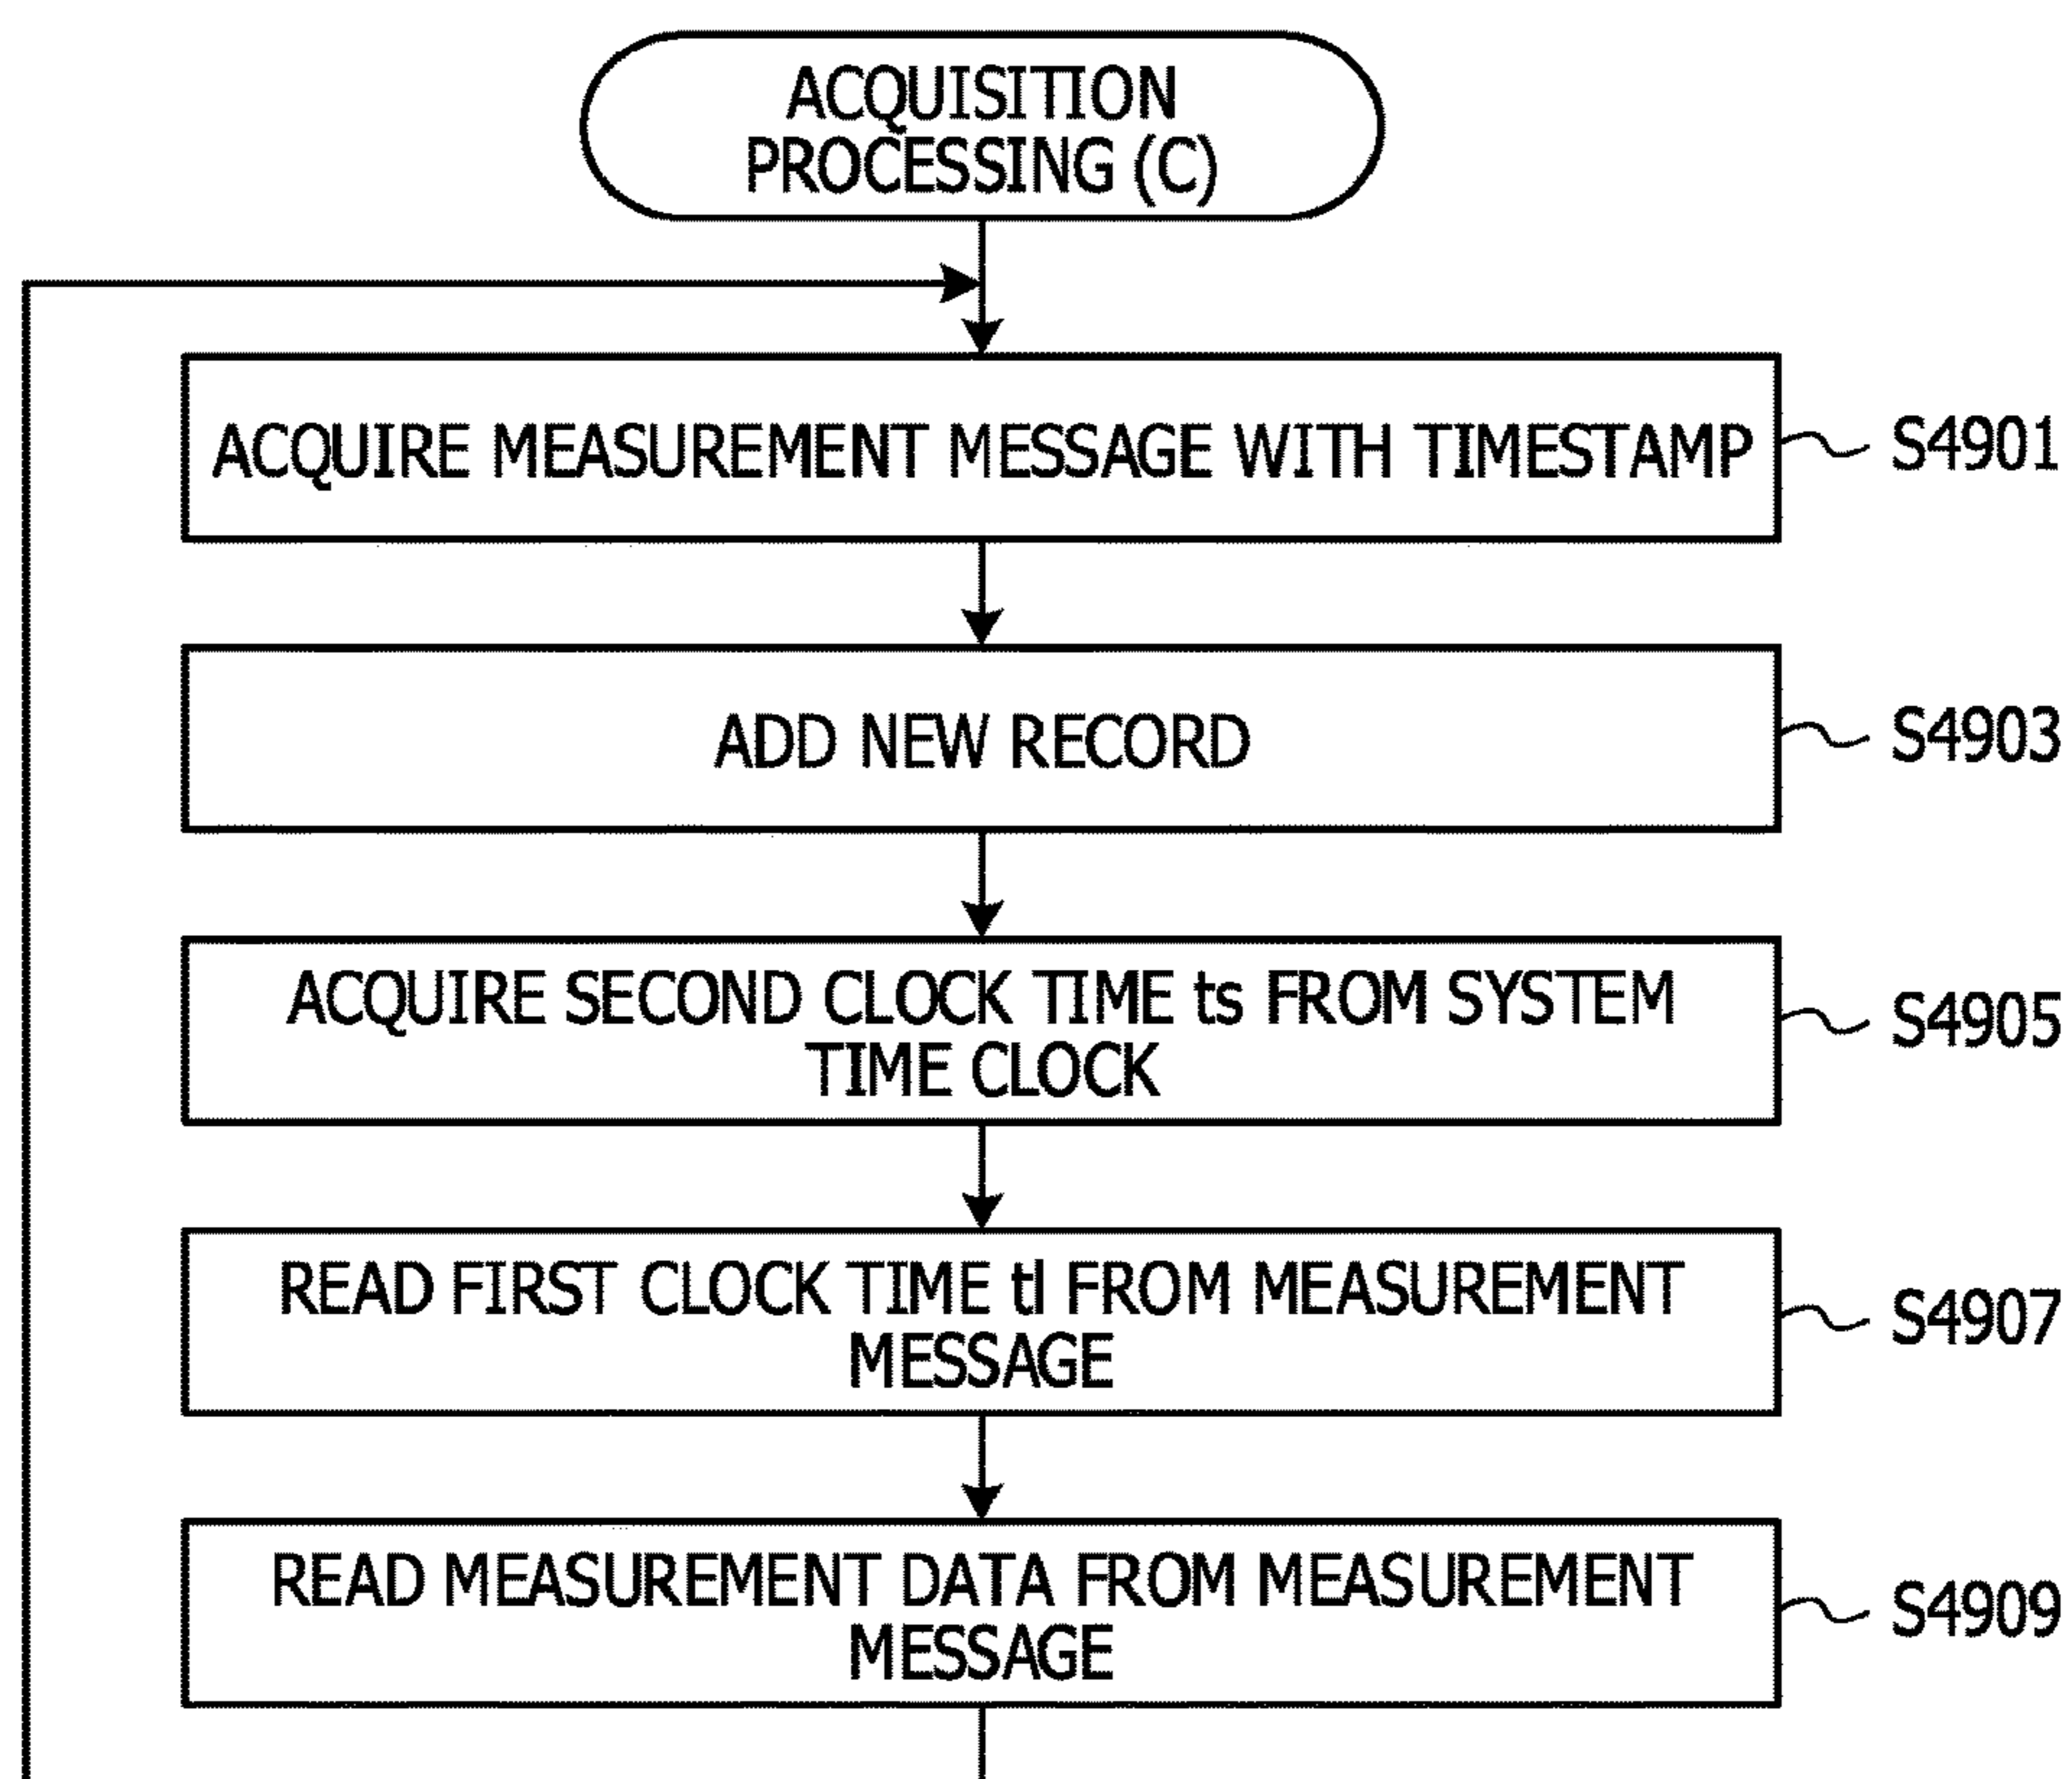 ACQUISITION
PROCESSING (C)
ACQUIRE MEASUREMENT MESSAGE WITH TIMESTAMP
S4901
ADD NEW RECORD
S4903
ACQUIRE SECOND CLOCK TIME ts FROM SYSTEM
TIME CLOCK
S4905
READ FIRST CLOCK TIME tl FROM MEASUREMENT
MESSAGE
S4907
READ MEASUREMENT DATA FROM MEASUREMENT
MESSAGE
S4909